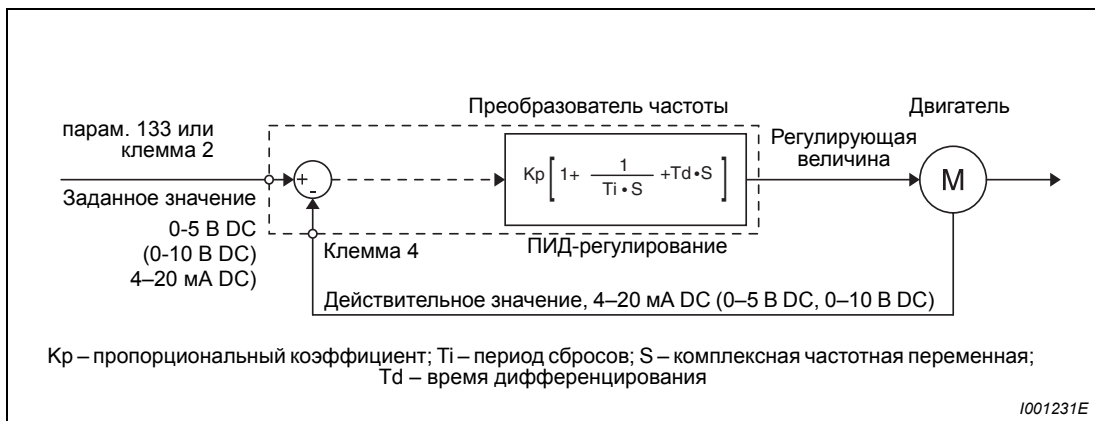 Преобразователь частоты
Двигатель
парам. 133 или
клемма 2
Регулирующая
величина
+
-
Kp [ 1+ 1 / Ti • S +Td•S ]
M
Заданное значение
0-5 В DC
(0-10 В DC)
4–20 мА DC)
Клемма 4
ПИД-регулирование
Действительное значение, 4–20 мА DC (0–5 В DC, 0–10 В DC)
Kp – пропорциональный коэффициент; Ti – период сбросов; S – комплексная частотная переменная;
Td – время дифференцирования
I001231E